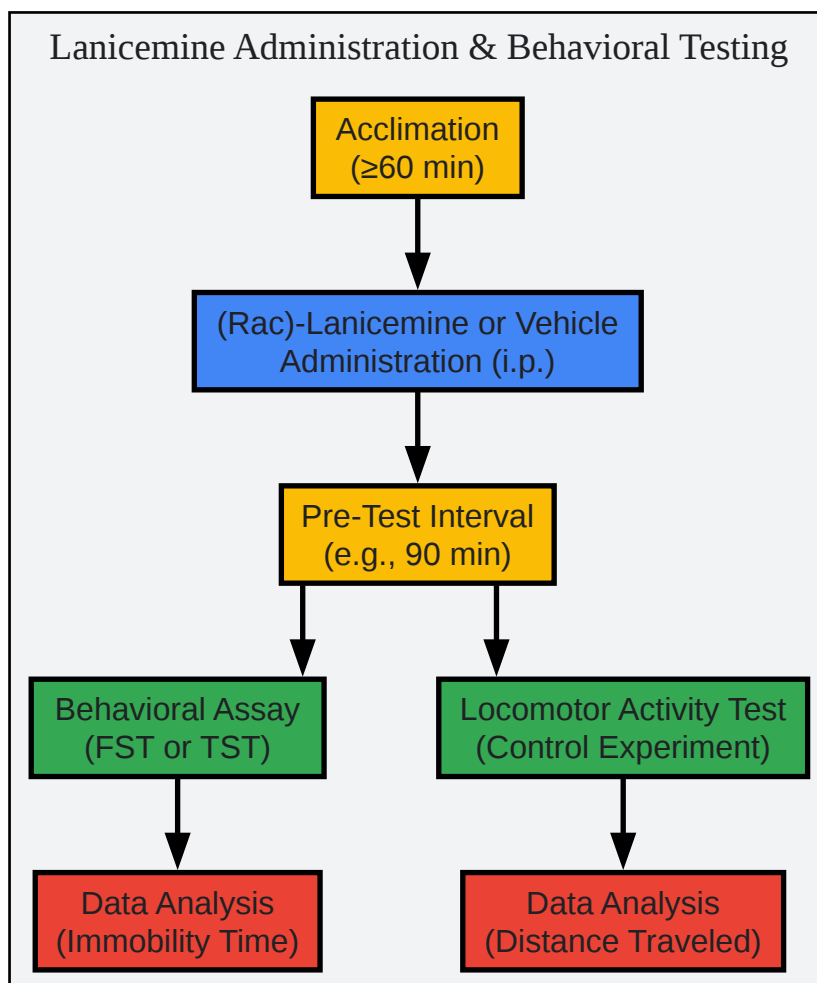 Lanicemine Administration & Behavioral Testing
Acclimation
(≥60 min)
(Rac)-Lanicemine or Vehicle
Administration (i.p.)
Pre-Test Interval
(e.g., 90 min)
Behavioral Assay
(FST or TST)
Locomotor Activity Test
(Control Experiment)
Data Analysis
(Immobility Time)
Data Analysis
(Distance Traveled)